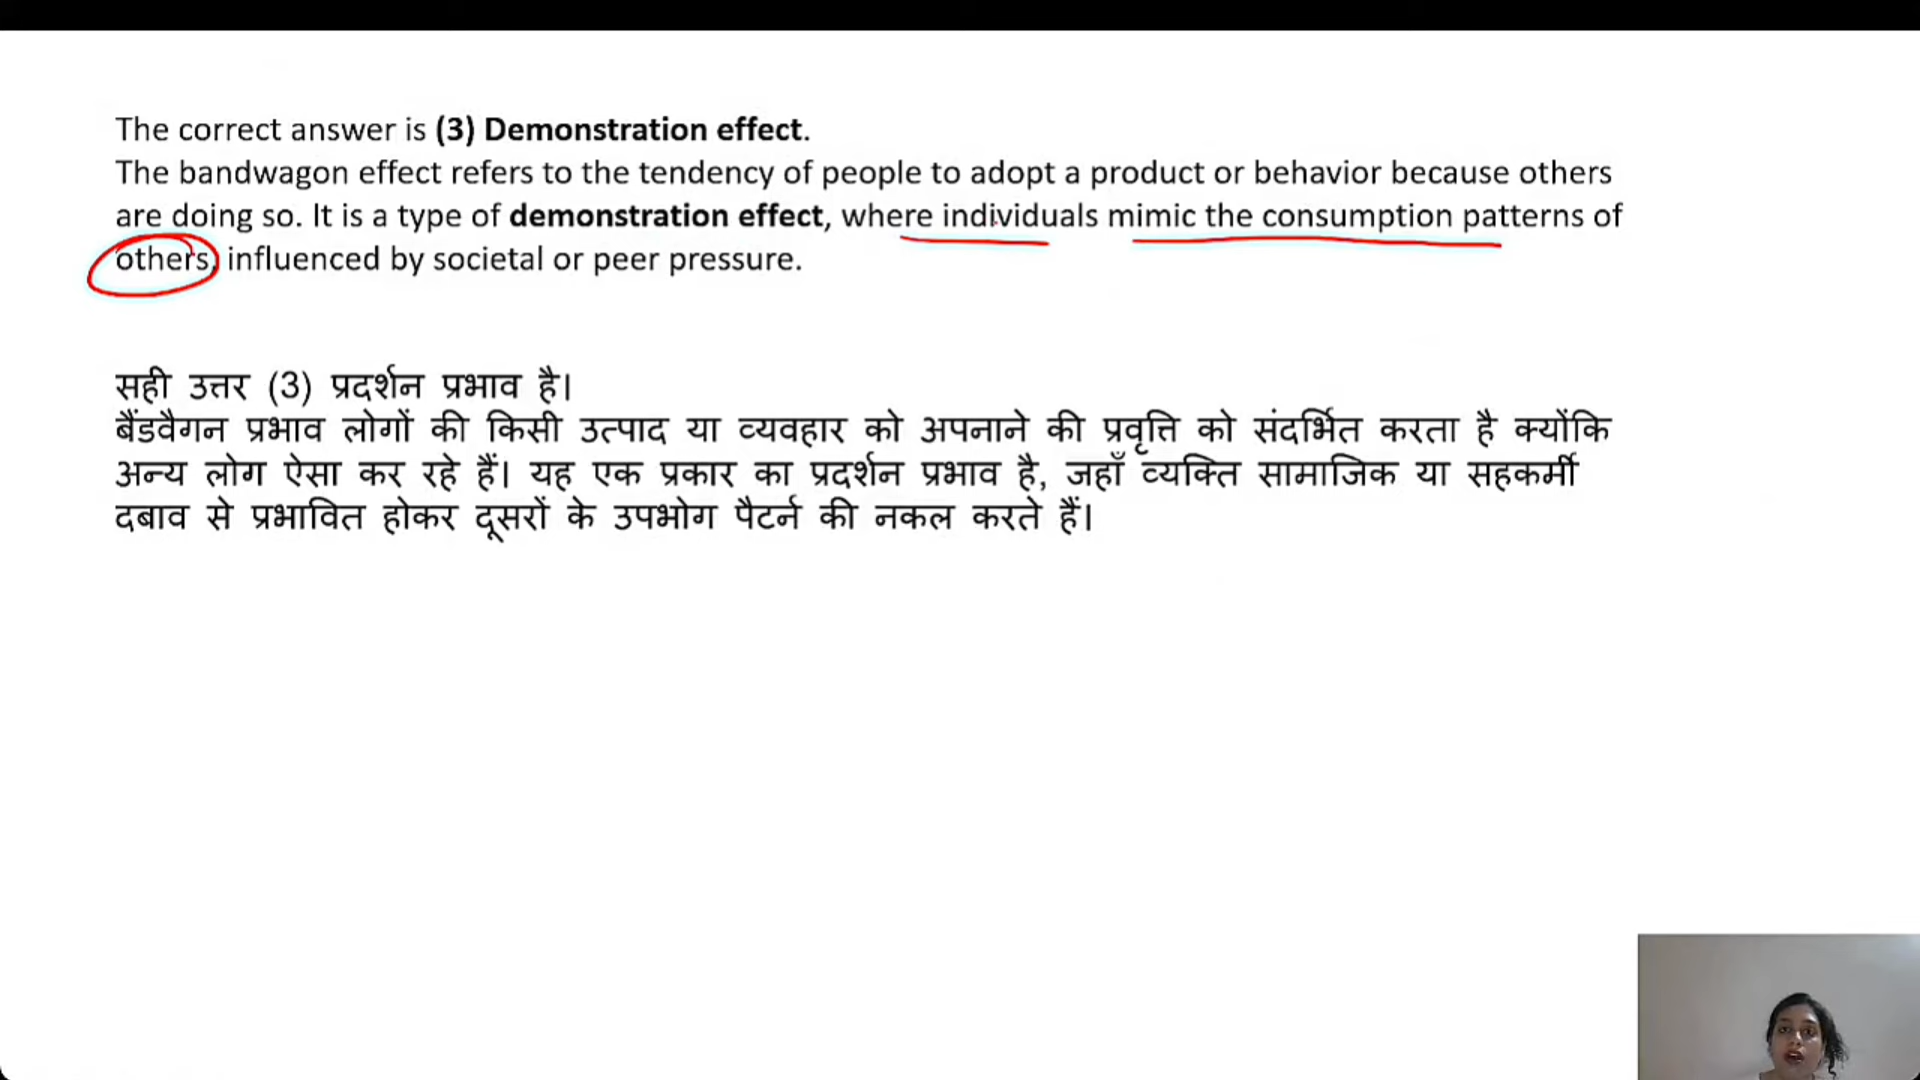 The correct answer is (3) Demonstration effect.
The bandwagon effect refers to the tendency of people to adopt a product or behavior because others
are doing so. It is a type of demonstration effect, where individuals mimic the consumption patterns of
others, influenced by societal or peer pressure.
सही उत्तर (3) प्रदर्शन प्रभाव है।
बैंडवैगन प्रभाव लोगों की किसी उत्पाद या व्यवहार को अपनाने की प्रवृत्ति को संदर्भित करता है क्योंकि
अन्य लोग ऐसा कर रहे हैं। यह एक प्रकार का प्रदर्शन प्रभाव है, जहाँ व्यक्ति सामाजिक या सहकर्मी
दबाव से प्रभावित होकर दूसरों के उपभोग पैटर्न की नकल करते हैं।